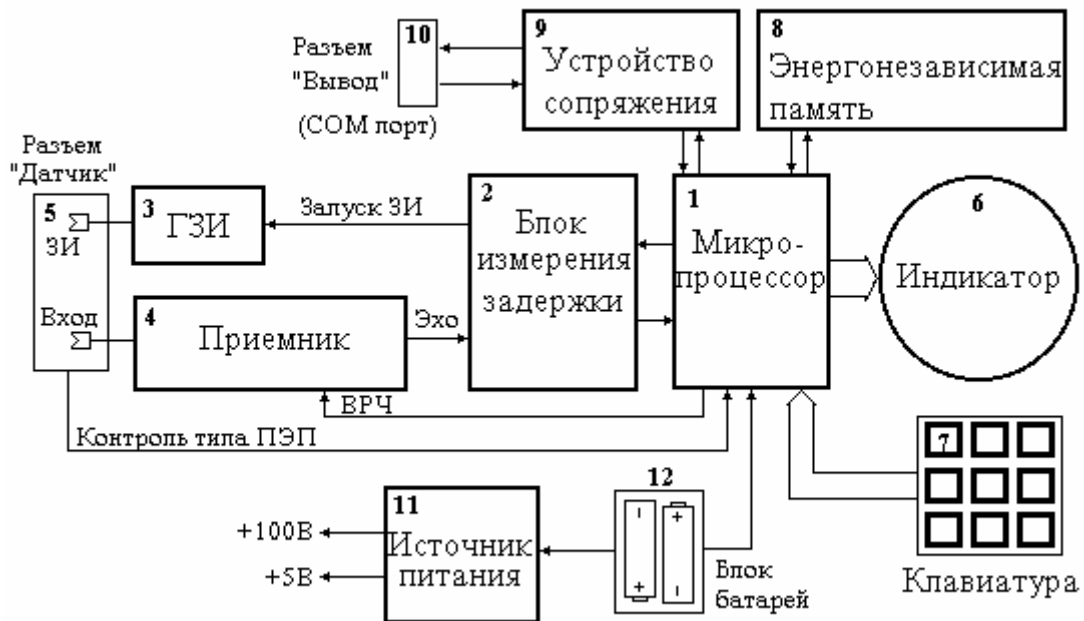 10
Разъем
"Вывод"
(COM порт)
9
Устройство
сопряжения
8
Энергонезависимая
память
Разъем
"Датчик"
5
ЗИ
Вход
3
ГЗИ
Запуск ЗИ
2
Блок
измерения
задержки
1
Микро-
процессор
6
Индикатор
4
Приемник
Эхо
ВРЧ
Контроль типа ПЭП
7
Клавиатура
11
Источник
питания
+100В
+5В
12
-
+
+
-
Блок
батарей